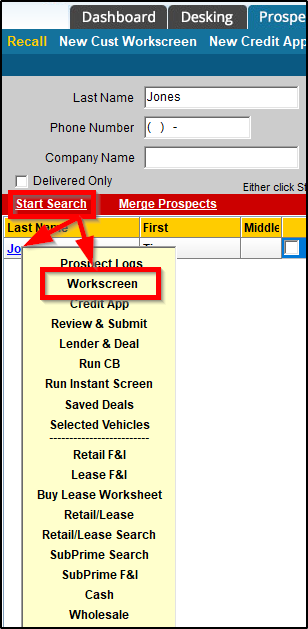 Dashboard Desking Prospe
Recall New Cust Workscreen New Credit App
Last Name Jones
Phone Number ( ) -
Company Name
Delivered Only
Either click St
Start Search Merge Prospects
Last Name First Middle
Jo
Prospect Logs
Workscreen
Credit App
Review & Submit
Lender & Deal
Run CB
Run Instant Screen
Saved Deals
Selected Vehicles
-------------------------
Retail F&I
Lease F&I
Buy Lease Worksheet
Retail/Lease
Retail/Lease Search
SubPrime Search
SubPrime F&I
Cash
Wholesale